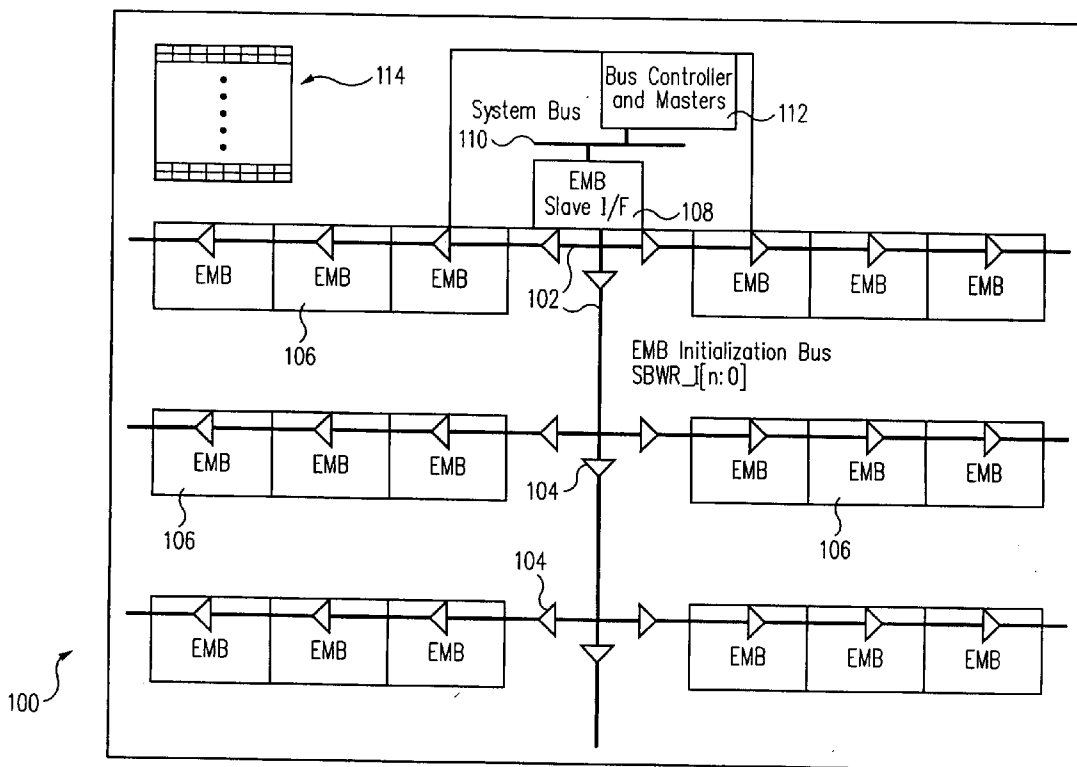 114
Bus Controller
and Masters
System Bus
112
110
EMB
Slave I/F
108
EMB EMB EMB EMB EMB EMB
102
106
EMB Initialization Bus
SBWR_I[n:0]
EMB EMB EMB EMB EMB EMB
104
106
106
104
EMB EMB EMB EMB EMB EMB
100